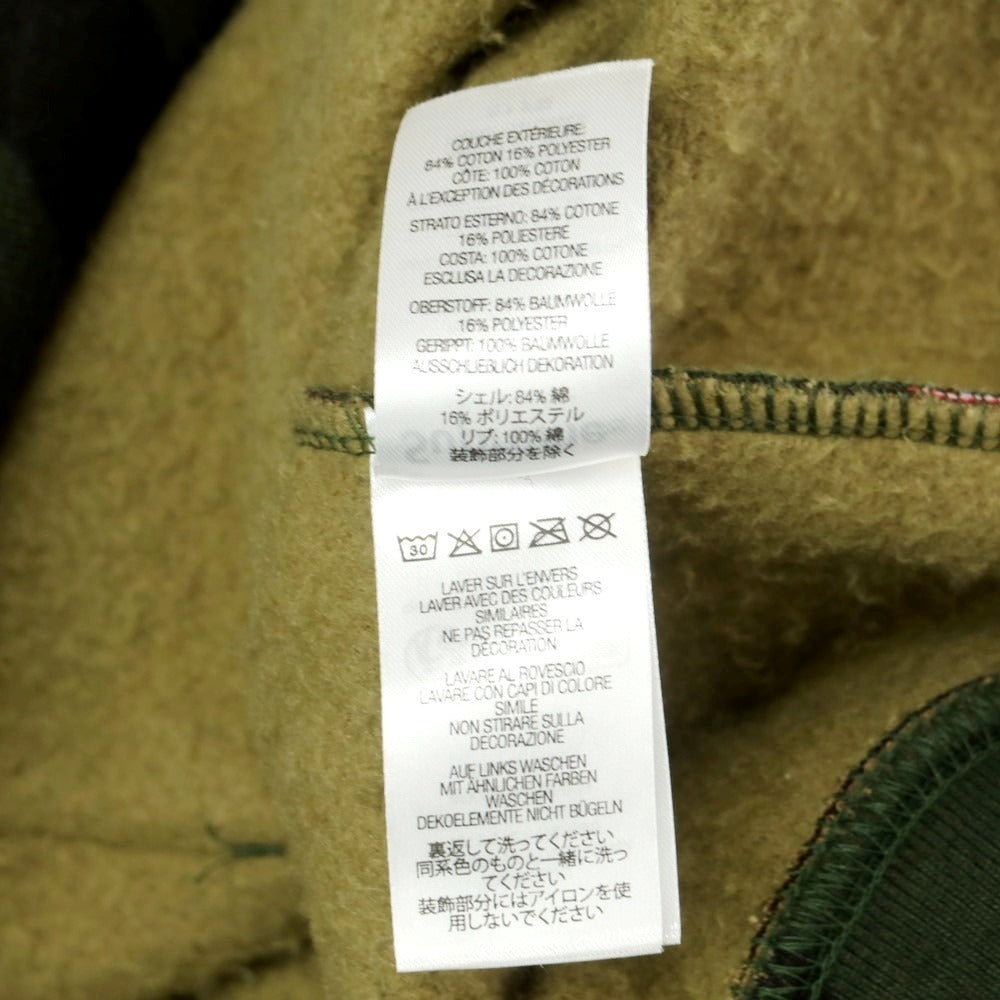 COUCHE EXTÉRIEURE:
84% COTON 16% POLYESTER
CÔTE: 100% COTON
À L'EXCEPTION DES DÉCORATIONS
STRATO ESTERNO: 84% COTONE
16% POLIESTERE
COSTA: 100% COTONE
ESCLUSA LA DECORAZIONE
OBERSTOFF: 84% BAUMWOLLE
16% POLYESTER
GERIPPT: 100% BAUMWOLLE
AUSSCHLIEßLICH DEKORATION
シェル: 84% 綿
16% ポリエステル
リブ: 100% 綿
装飾部分を除く
30
LAVER SUR L'ENVERS
LAVER AVEC DES COULEURS
SIMILAIRES
NE PAS REPASSER LA
DÉCORATION
LAVARE AL ROVESCIO
LAVARE CON CAPI DI COLORE
SIMILE
NON STIRARE SULLA
DECORAZIONE
AUF LINKS WASCHEN
MIT ÄHNLICHEN FARBEN
WASCHEN
DEKOELEMENTE NICHT BÜGELN
裏返して洗ってください
同系色のものと一緒に洗っ
てください
装飾部分にはアイロンを使
用しないでください